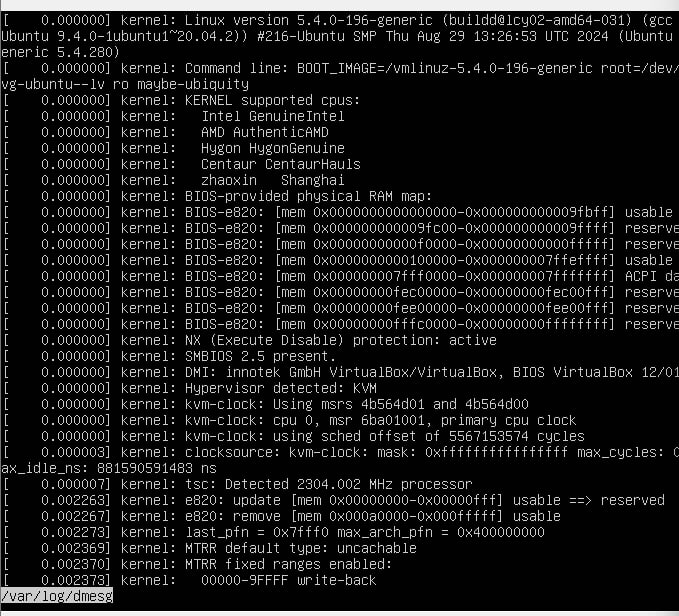 [    0.000000] kernel: Linux version 5.4.0-196-generic (buildd@lcy02-amd64-031) (gcc
Ubuntu 9.4.0-1ubuntu1~20.04.2)) #216-Ubuntu SMP Thu Aug 29 13:26:53 UTC 2024 (Ubuntu
eneric 5.4.280)
[    0.000000] kernel: Command line: BOOT_IMAGE=/vmlinuz-5.4.0-196-generic root=/dev/
vg-ubuntu--lv ro maybe-ubiquity
[    0.000000] kernel: KERNEL supported cpus:
[    0.000000] kernel:   Intel GenuineIntel
[    0.000000] kernel:   AMD AuthenticAMD
[    0.000000] kernel:   Hygon HygonGenuine
[    0.000000] kernel:   Centaur CentaurHauls
[    0.000000] kernel:   zhaoxin   Shanghai
[    0.000000] kernel: BIOS-provided physical RAM map:
[    0.000000] kernel: BIOS-e820: [mem 0x0000000000000000-0x000000000009fbff] usable
[    0.000000] kernel: BIOS-e820: [mem 0x000000000009fc00-0x000000000009ffff] reserve
[    0.000000] kernel: BIOS-e820: [mem 0x00000000000f0000-0x00000000000fffff] reserve
[    0.000000] kernel: BIOS-e820: [mem 0x0000000000100000-0x000000007ffeffff] usable
[    0.000000] kernel: BIOS-e820: [mem 0x000000007fff0000-0x000000007fffffff] ACPI da
[    0.000000] kernel: BIOS-e820: [mem 0x00000000fec00000-0x00000000fec00fff] reserve
[    0.000000] kernel: BIOS-e820: [mem 0x00000000fee00000-0x00000000fee00fff] reserve
[    0.000000] kernel: BIOS-e820: [mem 0x00000000fffc0000-0x00000000ffffffff] reserve
[    0.000000] kernel: NX (Execute Disable) protection: active
[    0.000000] kernel: SMBIOS 2.5 present.
[    0.000000] kernel: DMI: innotek GmbH VirtualBox/VirtualBox, BIOS VirtualBox 12/01
[    0.000000] kernel: Hypervisor detected: KVM
[    0.000000] kernel: kvm-clock: Using msrs 4b564d01 and 4b564d00
[    0.000000] kernel: kvm-clock: cpu 0, msr 6ba01001, primary cpu clock
[    0.000000] kernel: kvm-clock: using sched offset of 5567153574 cycles
[    0.000003] kernel: clocksource: kvm-clock: mask: 0xffffffffffffffff max_cycles: 0
ax_idle_ns: 881590591483 ns
[    0.000007] kernel: tsc: Detected 2304.002 MHz processor
[    0.002263] kernel: e820: update [mem 0x00000000-0x00000fff] usable ==> reserved
[    0.002267] kernel: e820: remove [mem 0x000a0000-0x000fffff] usable
[    0.002273] kernel: last_pfn = 0x7fff0 max_arch_pfn = 0x400000000
[    0.002369] kernel: MTRR default type: uncachable
[    0.002370] kernel: MTRR fixed ranges enabled:
[    0.002373] kernel:   00000-9FFFF write-back
/var/log/dmesg